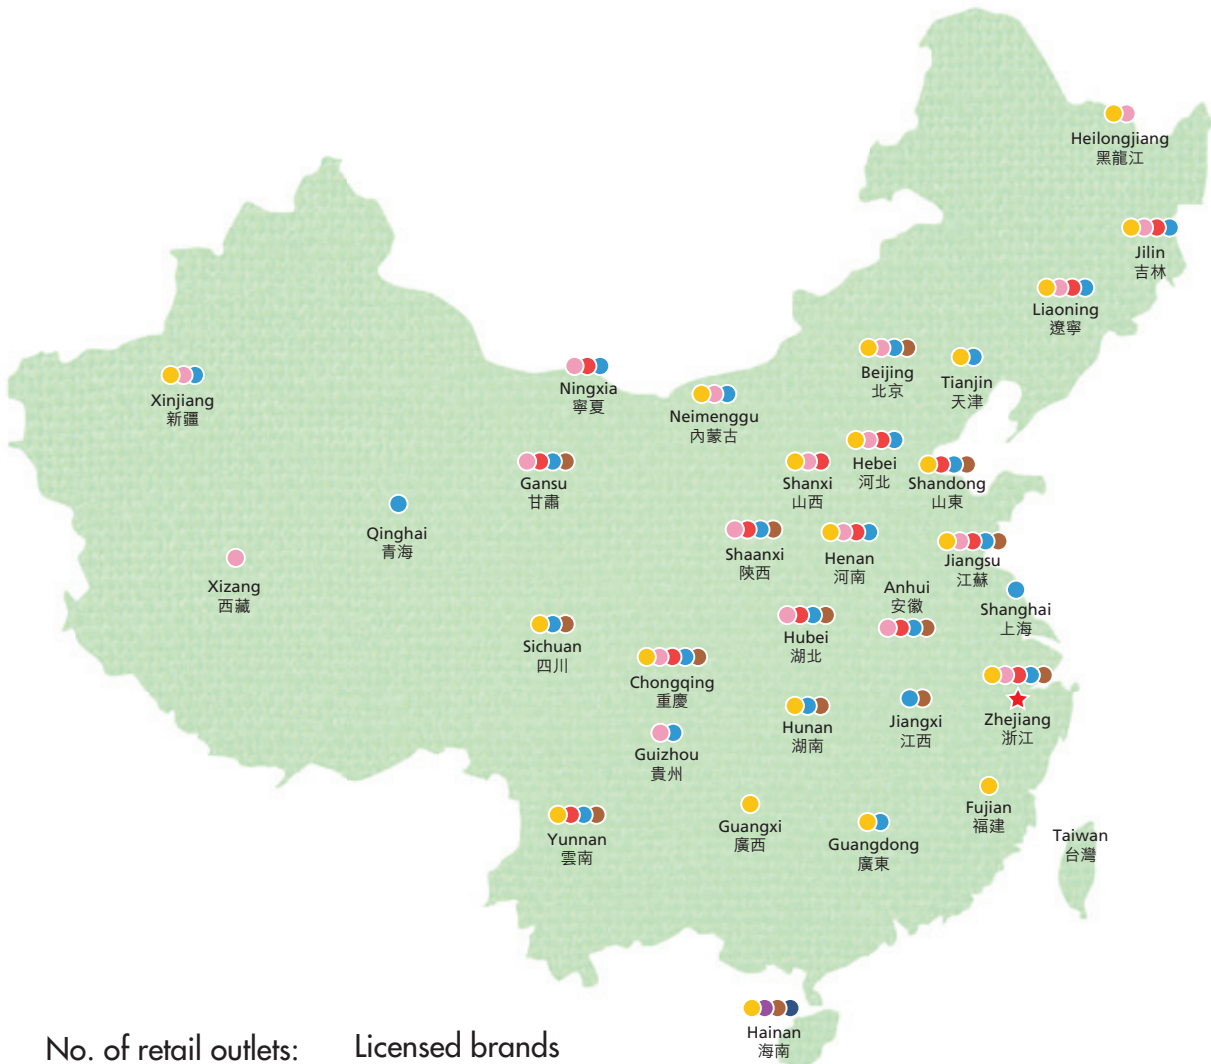 Heilongjiang
黑龍江
Jilin
吉林
Liaoning
遼寧
Beijing
北京
Tianjin
天津
Xinjiang
新疆
Ningxia
寧夏
Neimenggu
內蒙古
Hebei
河北
Shanxi
山西
Shandong
山東
Gansu
甘肅
Qinghai
青海
Xizang
西藏
Shaanxi
陝西
Henan
河南
Jiangsu
江蘇
Anhui
安徽
Shanghai
上海
Hubei
湖北
Sichuan
四川
Chongqing
重慶
Hunan
湖南
Jiangxi
江西
Zhejiang
浙江
Guizhou
貴州
Guangxi
廣西
Fujian
福建
Yunnan
雲南
Guangdong
廣東
Taiwan
台灣
Hainan
海南
No. of retail outlets:
Licensed brands